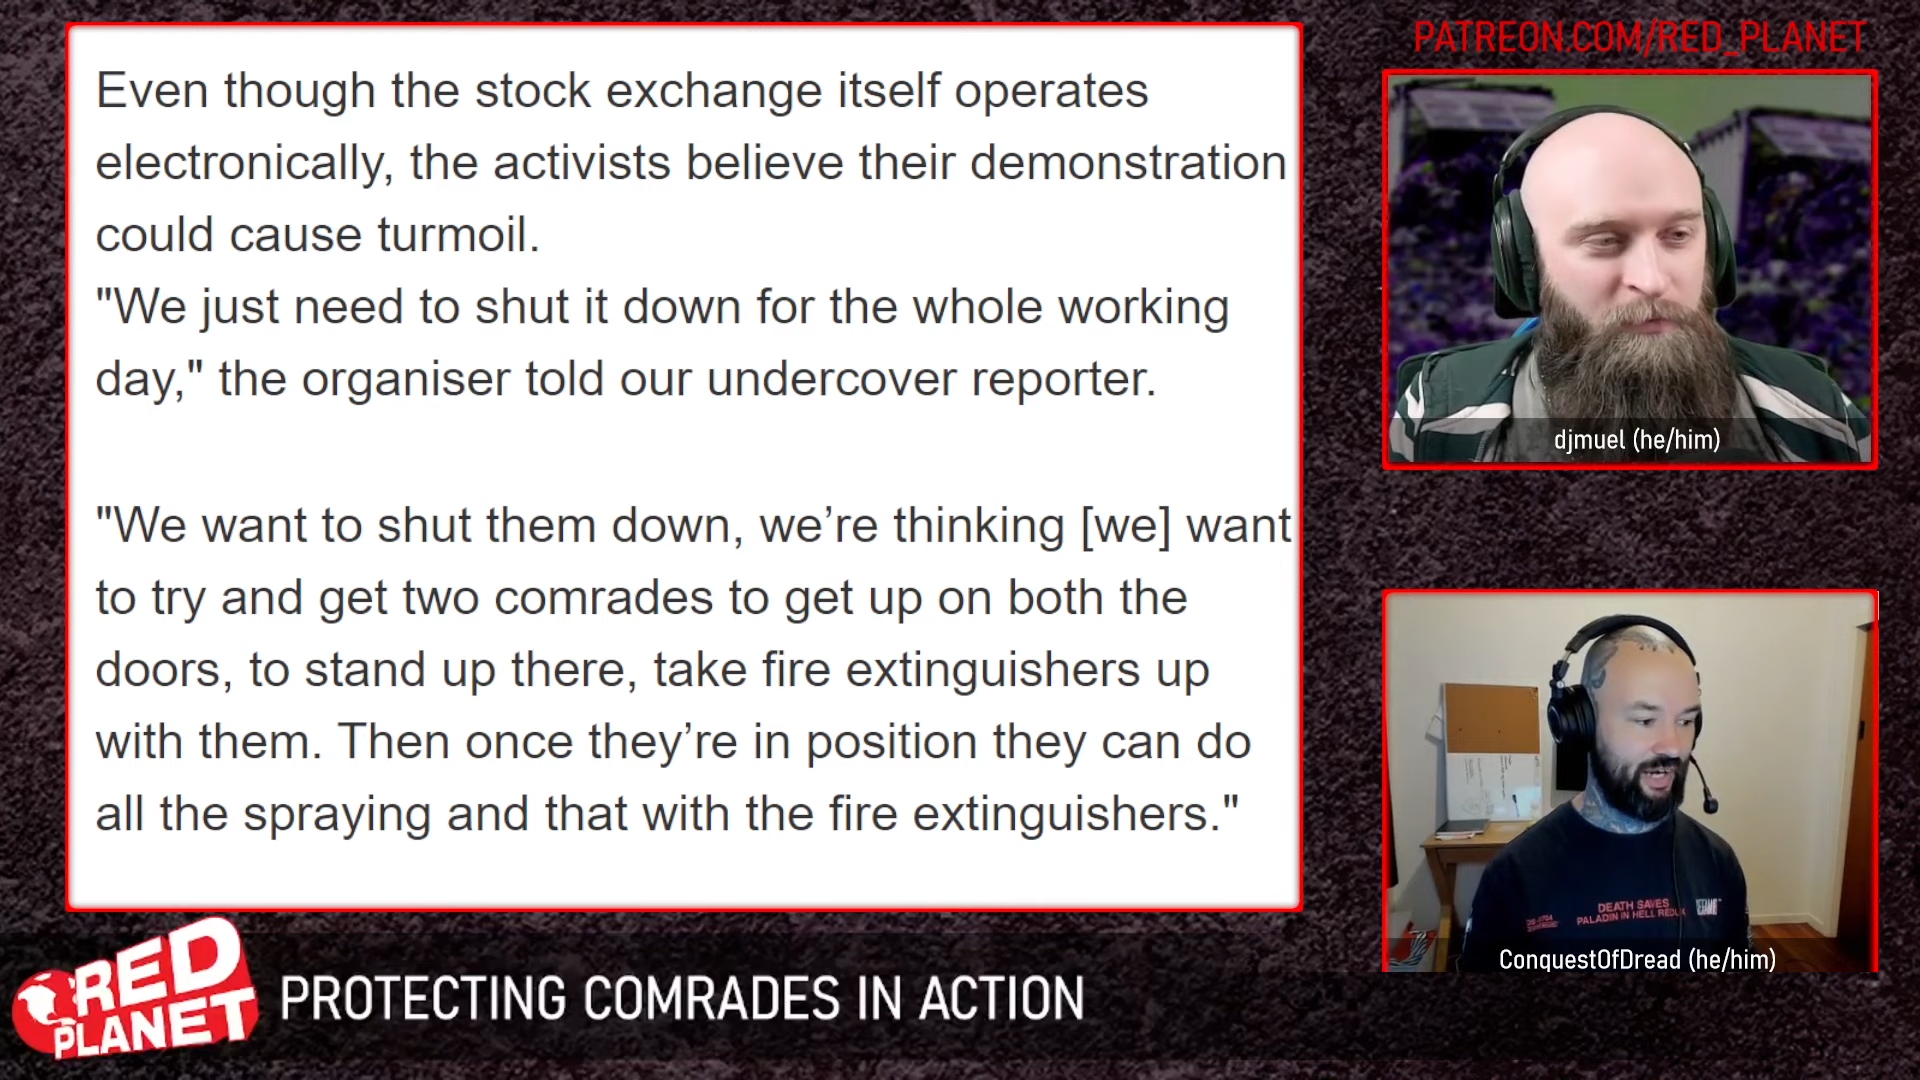 Even though the stock exchange itself operates
electronically, the activists believe their demonstration
could cause turmoil.
"We just need to shut it down for the whole working
day," the organiser told our undercover reporter.
"We want to shut them down, we’re thinking [we] want
to try and get two comrades to get up on both the
doors, to stand up there, take fire extinguishers up
with them. Then once they’re in position they can do
all the spraying and that with the fire extinguishers."
PATREON.COM/RED_PLANET
djmuel (he/him)
DEATH SAVES
PALADIN IN HELL REDUX
ConquestOfDread (he/him)
RED
PLANET
PROTECTING COMRADES IN ACTION